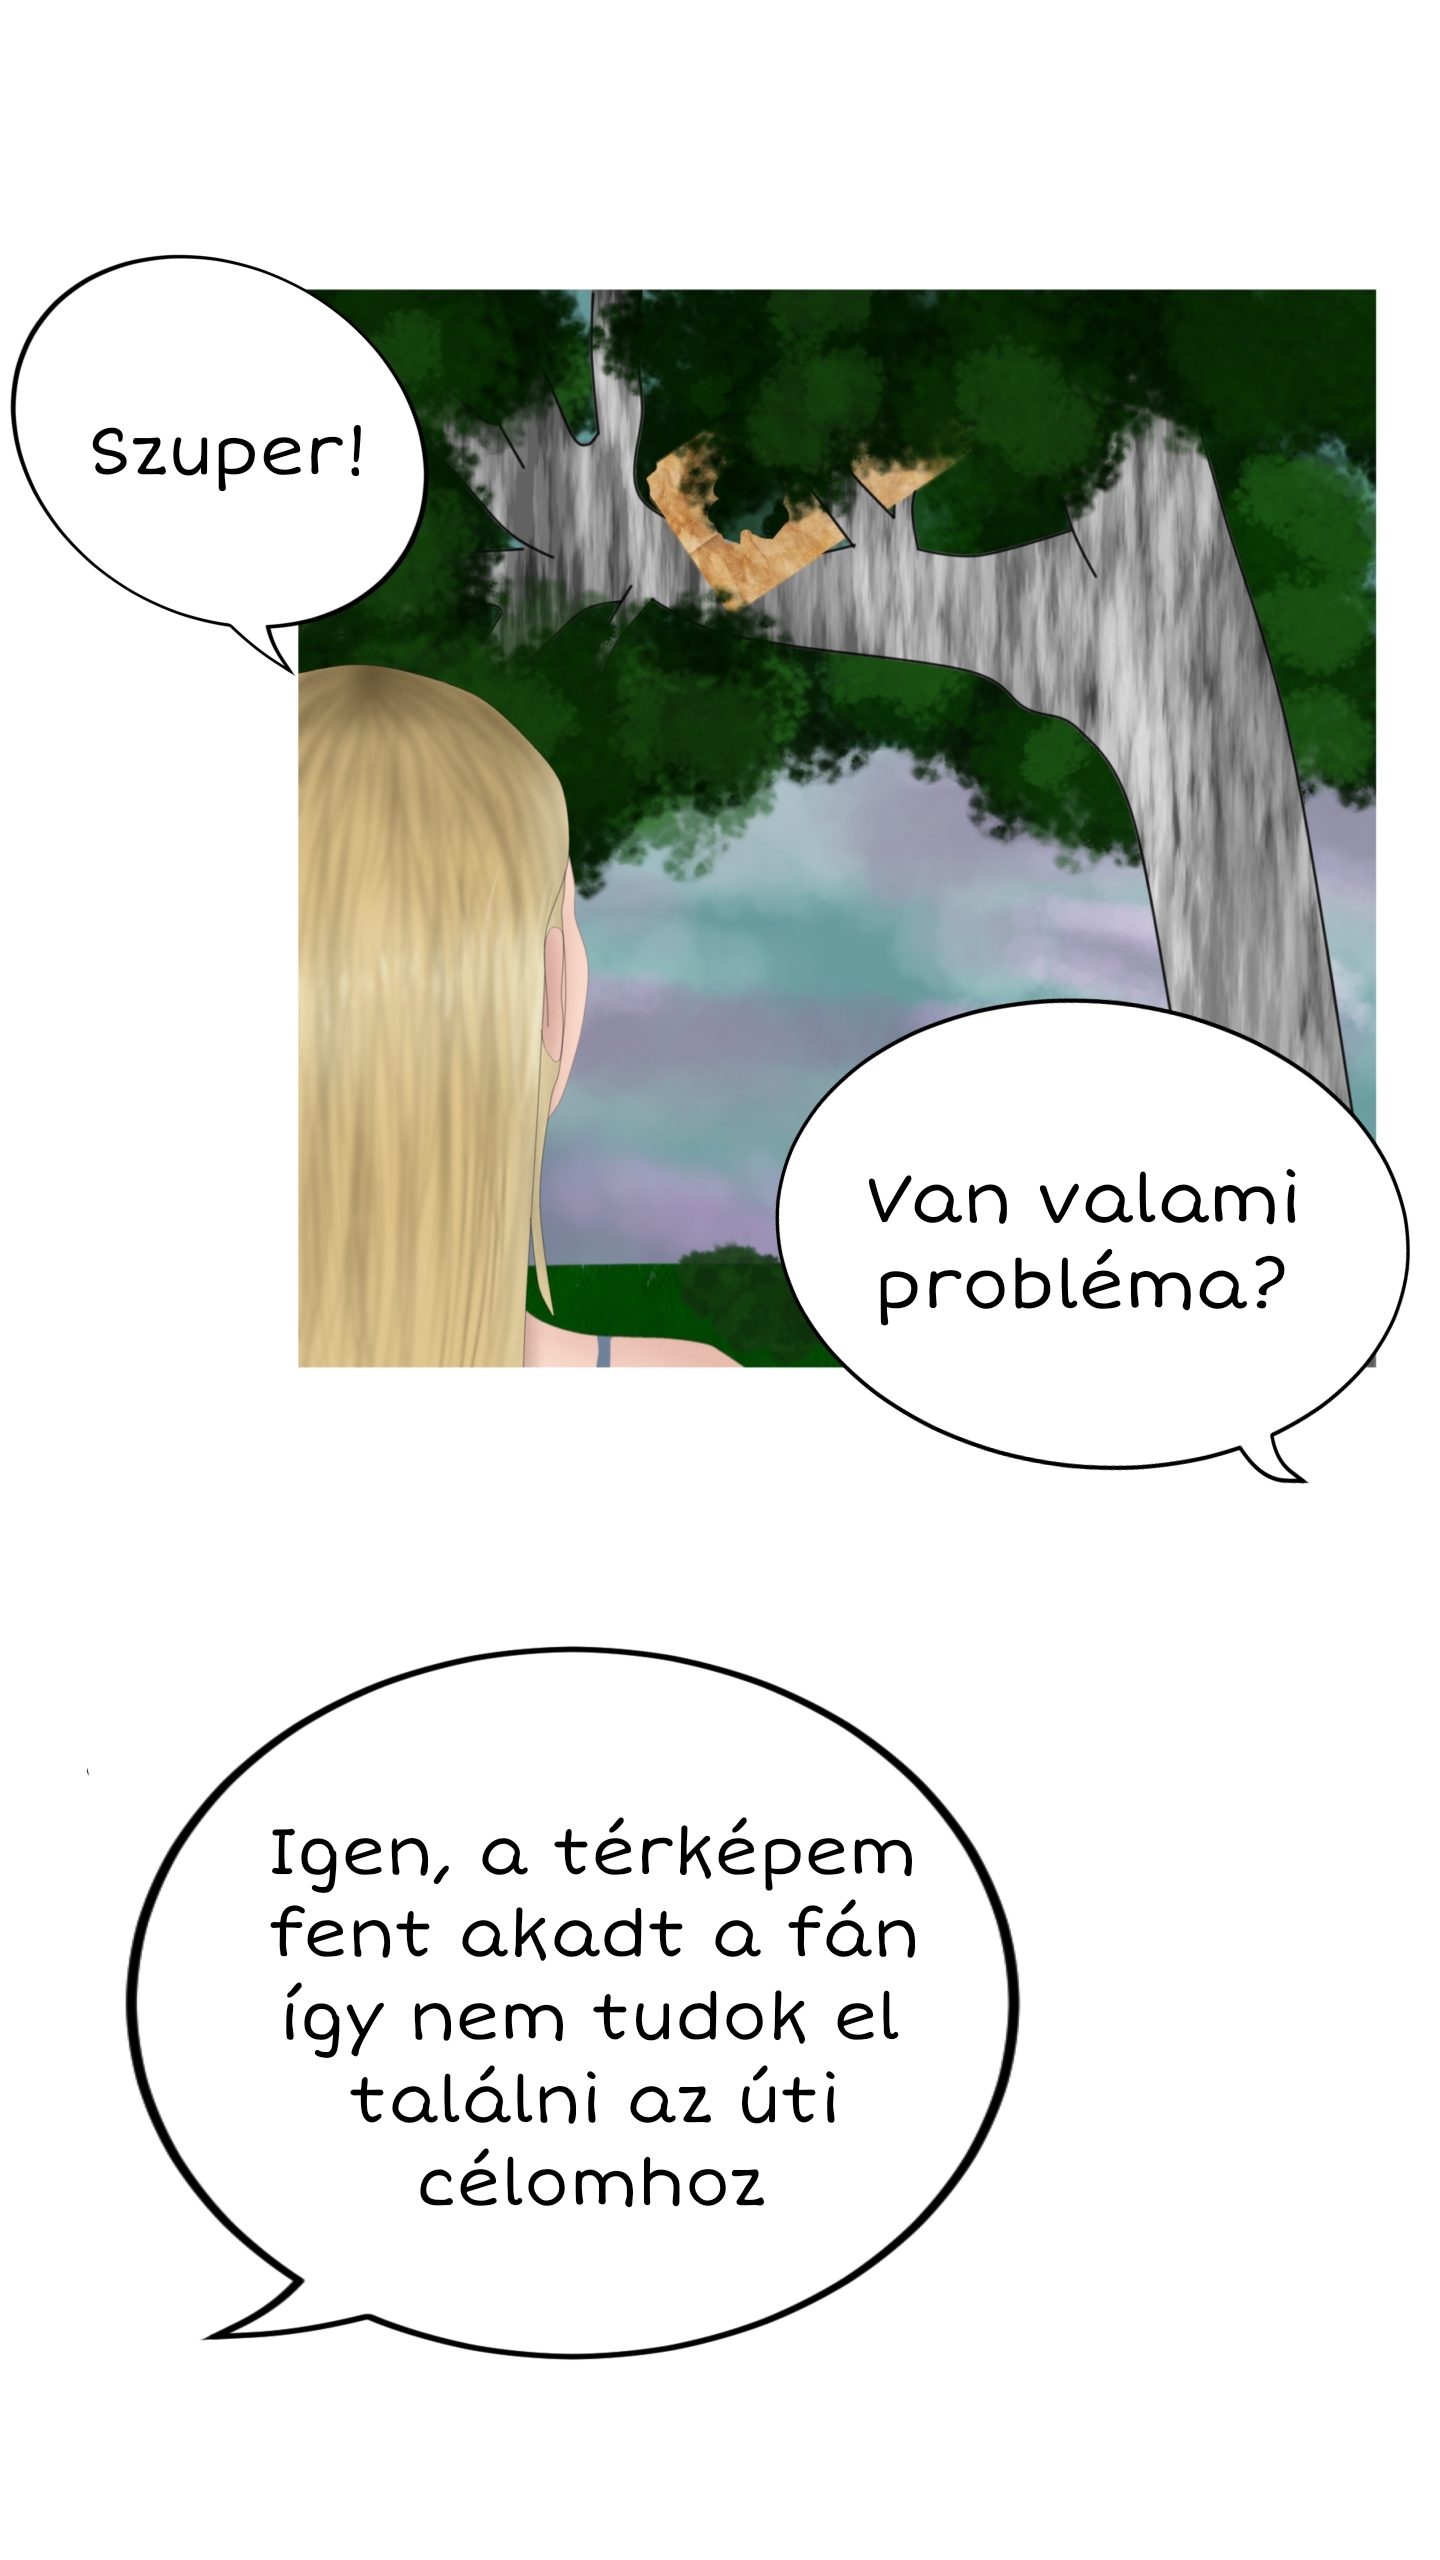 Szuper!
Van valami
probléma?
Igen, a térképem
fent akadt a fán
így nem tudok el
találni az úti
célomhoz